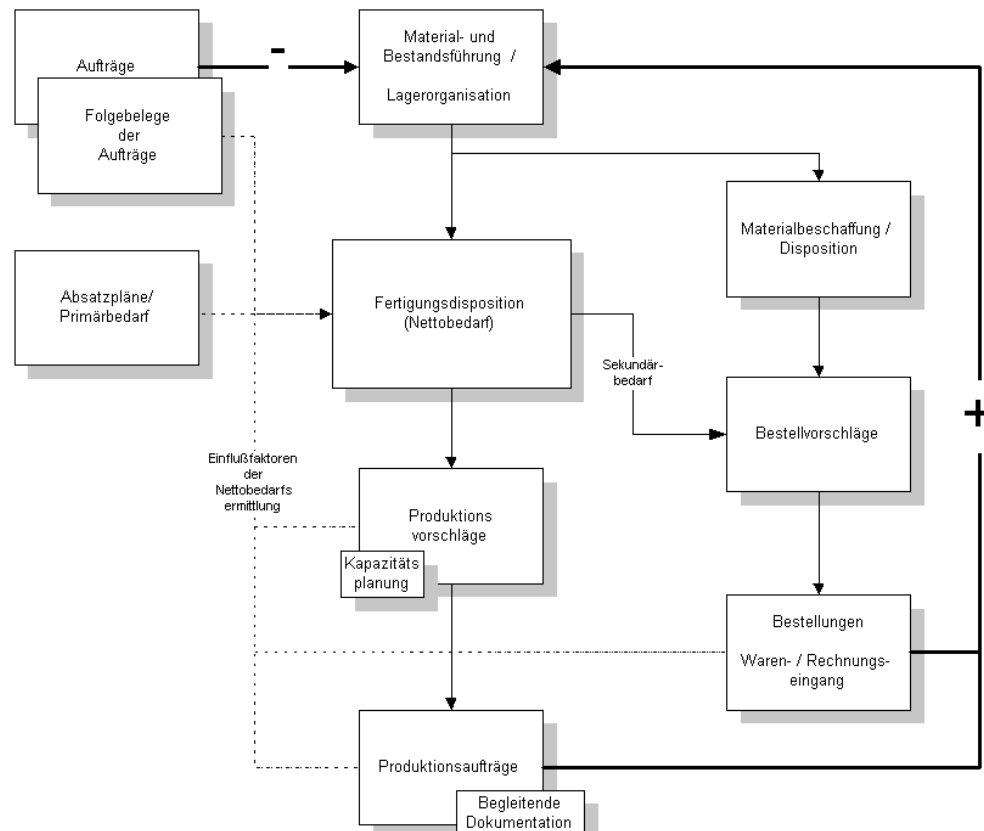 Aufträge
Folgebelege
der
Aufträge
-
Material- und
Bestandsführung /
Lagerorganisation
Materialbeschaffung /
Disposition
Absatzpläne/
Primärbedarf
Fertigungsdisposition
(Nettobedarf)
Sekundär-
bedarf
+
Bestellvorschläge
Einflußfaktoren
der
Nettobedarfs
ermittlung
Produktions
vorschläge
Kapazitäts
planung
Bestellungen
Waren- / Rechnungs-
eingang
Produktionsaufträge
Begleitende
Dokumentation